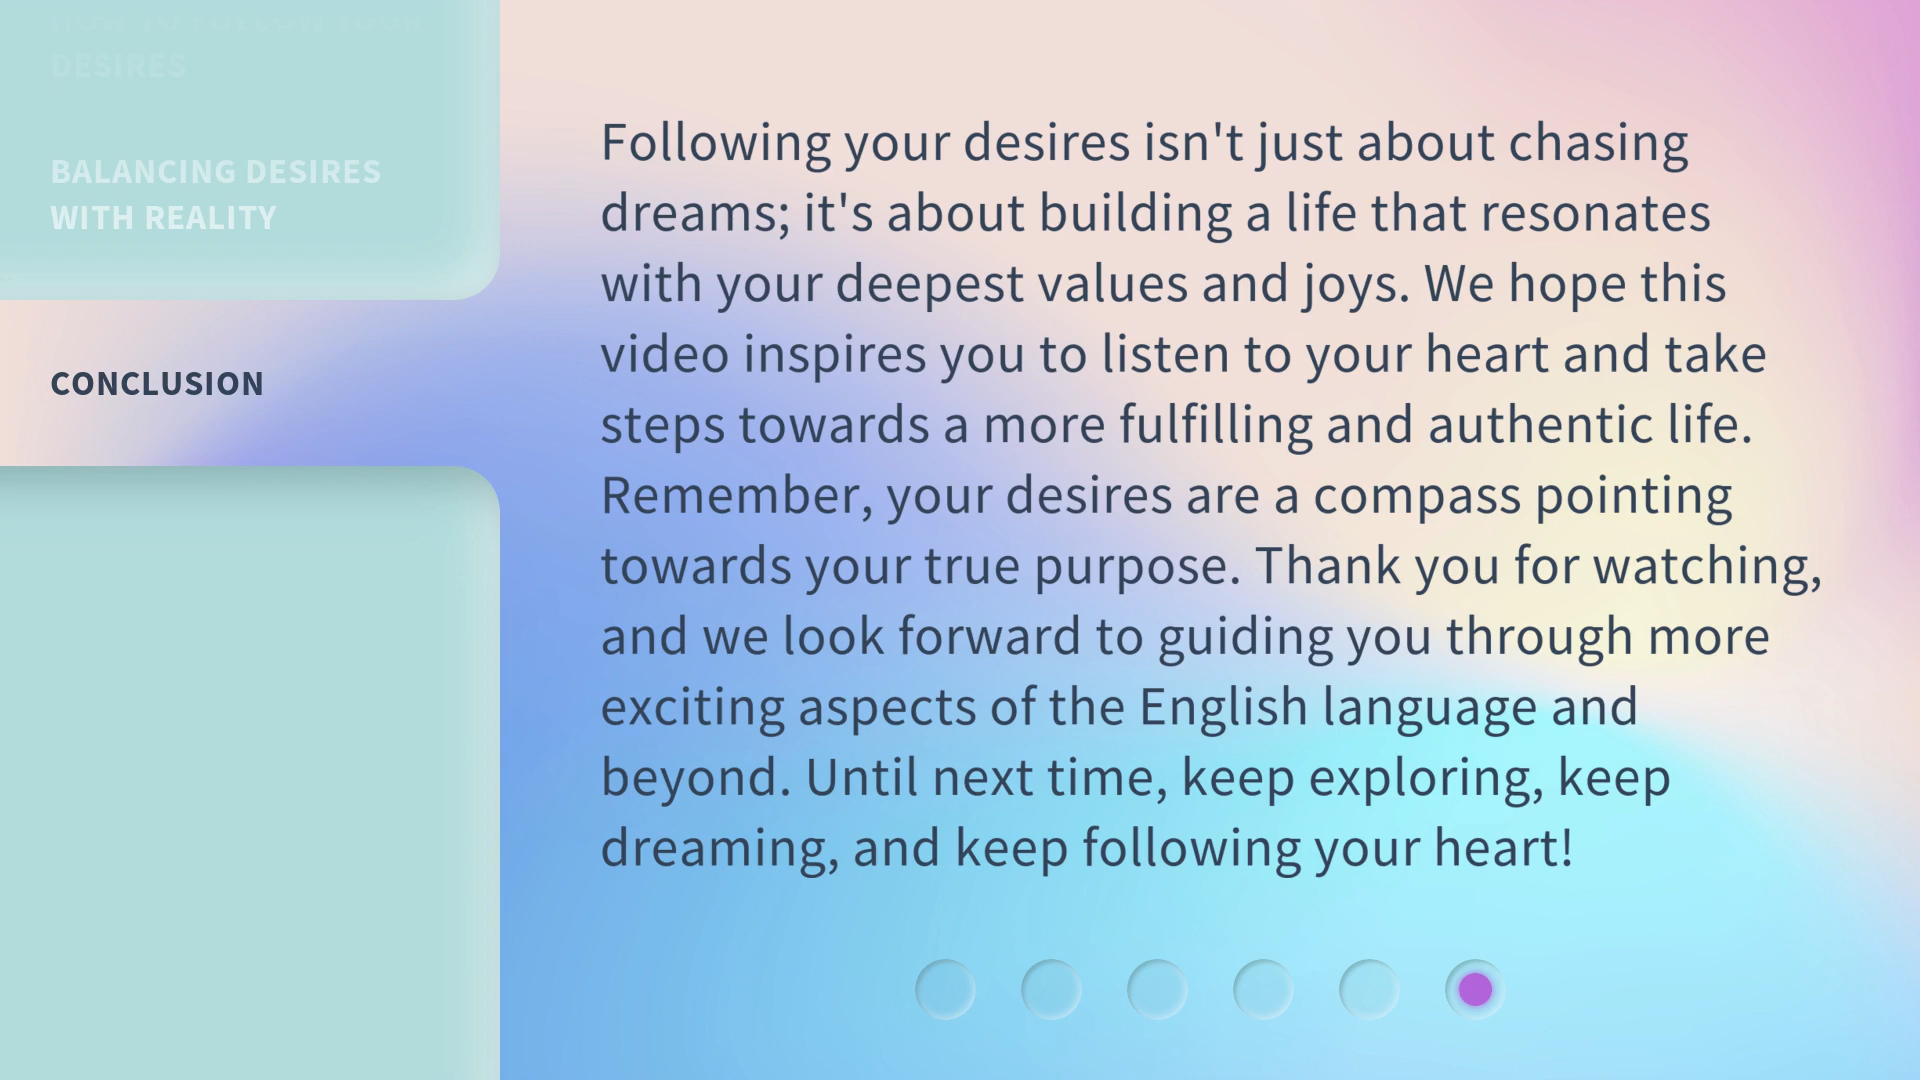 HOW TO FOLLOW YOUR
DESIRES
BALANCING DESIRES
WITH REALITY
CONCLUSION
Following your desires isn't just about chasing
dreams; it's about building a life that resonates
with your deepest values and joys. We hope this
video inspires you to listen to your heart and take
steps towards a more fulfilling and authentic life.
Remember, your desires are a compass pointing
towards your true purpose. Thank you for watching,
and we look forward to guiding you through more
exciting aspects of the English language and
beyond. Until next time, keep exploring, keep
dreaming, and keep following your heart!